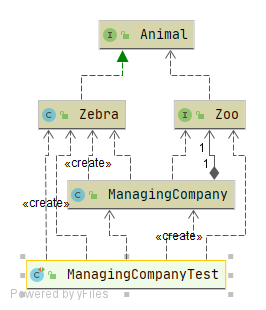 I Animal
C Zebra
I Zoo
1
«create»
1
C ManagingCompany
«create»
«create»
C ManagingCompanyTest
Powered by yFiles